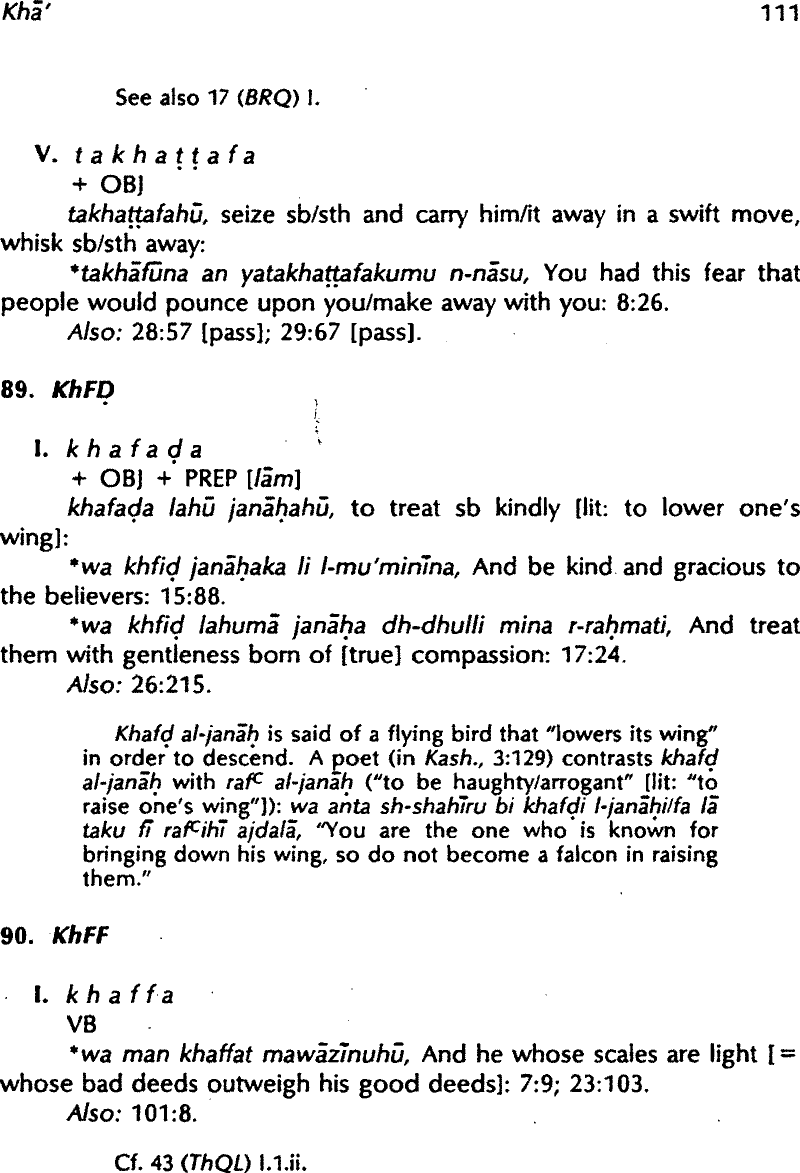 Khā' 111
See also 17 (BRQ) I.
V. t a k h a ṭ ṭ a f a
+ OBJ
takhaṭṭafahū, seize sb/sth and carry him/it away in a swift move,
whisk sb/sth away:
*takhāfūna an yatakhaṭṭafakumu n-nāsu, You had this fear that
people would pounce upon you/make away with you: 8:26.
Also: 28:57 [pass]; 29:67 [pass].
89. KhFḌ
I. k h a f a ḍ a
+ OBJ + PREP [lām]
khafaḍa lahū janāḥahū, to treat sb kindly [lit: to lower one's
wing]:
*wa khfiḍ janāḥaka li l-mu'minīna, And be kind and gracious to
the believers: 15:88.
*wa khfiḍ lahumā janāḥa dh-dhulli mina r-raḥmati, And treat
them with gentleness born of [true] compassion: 17:24.
Also: 26:215.
Khafḍ al-janāḥ is said of a flying bird that "lowers its wing"
in order to descend. A poet (in Kash., 3:129) contrasts khafḍ
al-janāḥ with rafᶜ al-janāḥ ("to be haughty/arrogant" [lit: "to
raise one's wing"]): wa anta sh-shahīru bi khafḍi l-janāḥi/fa lā
taku fī rafᶜihī ajdalā, "You are the one who is known for
bringing down his wing, so do not become a falcon in raising
them."
90. KhFF
I. k h a f f a
VB
*wa man khaffat mawāzīnuhū, And he whose scales are light [=
whose bad deeds outweigh his good deeds]: 7:9; 23:103.
Also: 101:8.
Cf. 43 (ThQL) I.1.ii.